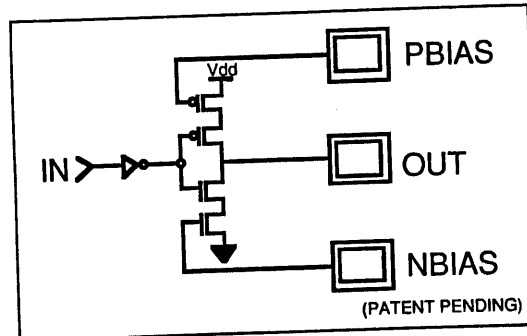 PBIAS
Vdd
IN
OUT
NBIAS
(PATENT PENDING)